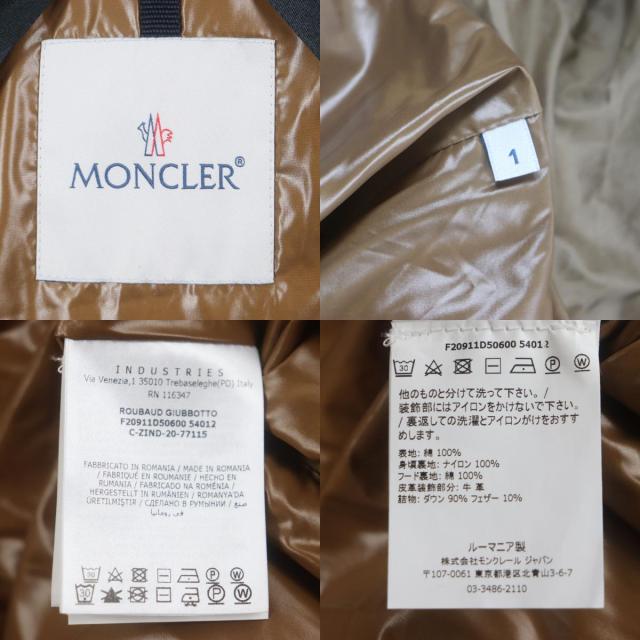 MONCLER®
1
INDUSTRIES
Via Venezia,1 35010 Trebaseleghe(PD) Italy
RN 116347
ROUBAUD GIUBBOTTO
F20911D50600 54012
C-ZIND-20-77115
FABBRICATO IN ROMANIA / MADE IN ROMANIA
/ FABRIQUÉ EN ROUMANIE / FABRICADO EN
RUMANIA / FABRICADO NA ROMÉNIA /
HERGESTELLT IN RUMÄNIEN / ROMANYA'DA
ÜRETİLMİŞTİR / СДЕЛАНО В РУМЫНИИ / صنع
في رومانيا
F20911D50600 54012
他のものと分けて洗って下さい。/
装飾部にはアイロンをかけないで下さい。
/ 裏返しての洗濯とアイロンがけをおすす
めします。
表地: 綿 100%
身頃裏地: ナイロン 100%
フード裏地: 綿 100%
皮革装飾部分: 牛 革
詰物: ダウン 90% フェザー 10%
ルーマニア製
株式会社モンクレール ジャパン
〒107-0061 東京都港区北青山3-6-7
03-3486-2110